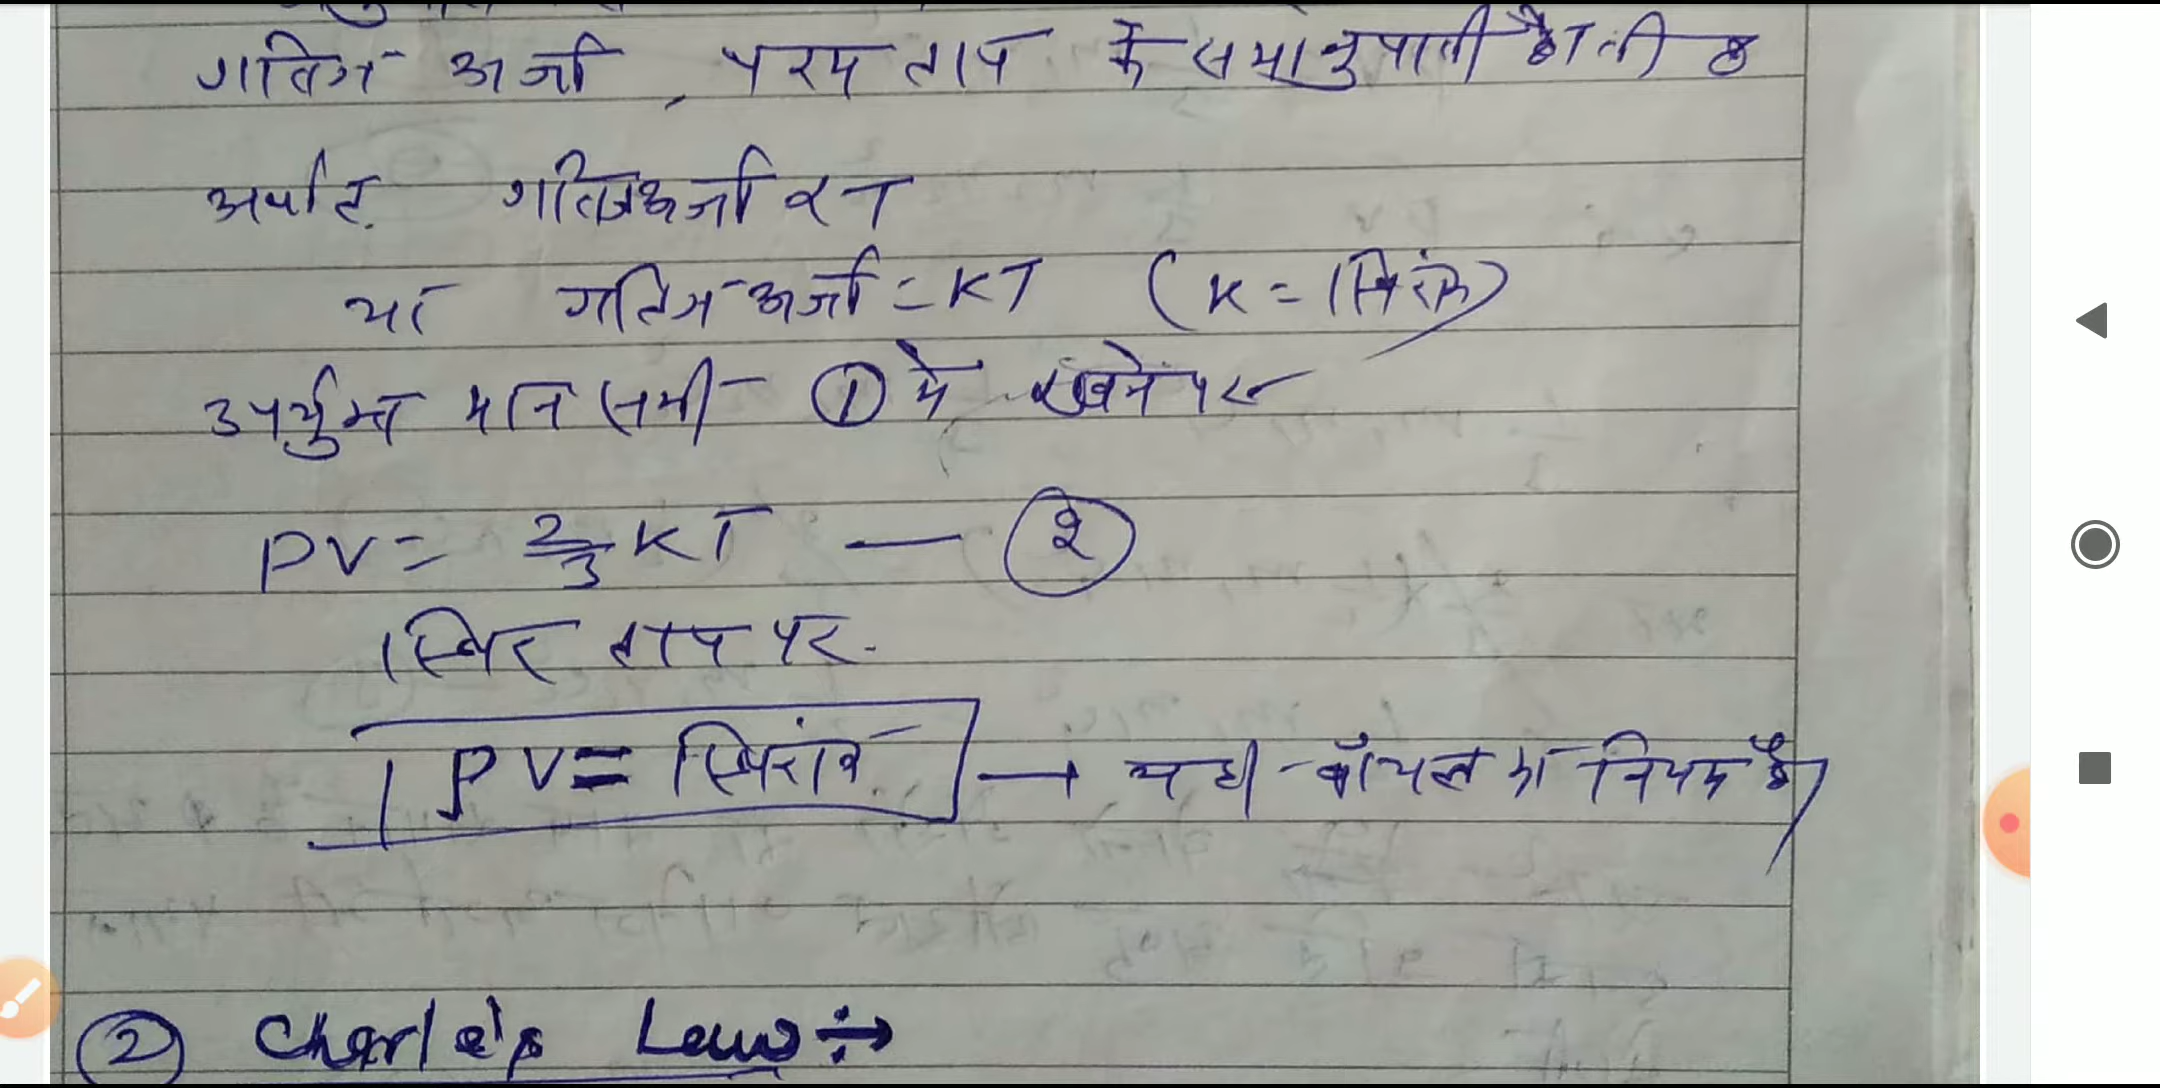 गतिज ऊर्जा, परम ताप के समानुपाती होती है
अर्थात् गतिज ऊर्जा ∝ T
या गतिज ऊर्जा = KT (K = स्थिरांक)
उपर्युक्त मान समी ① में रखने पर
PV = 2/3 KT — ②
स्थिर ताप पर
PV = स्थिरांक → यही बॉयल का नियम है
② Charle's Law ÷→